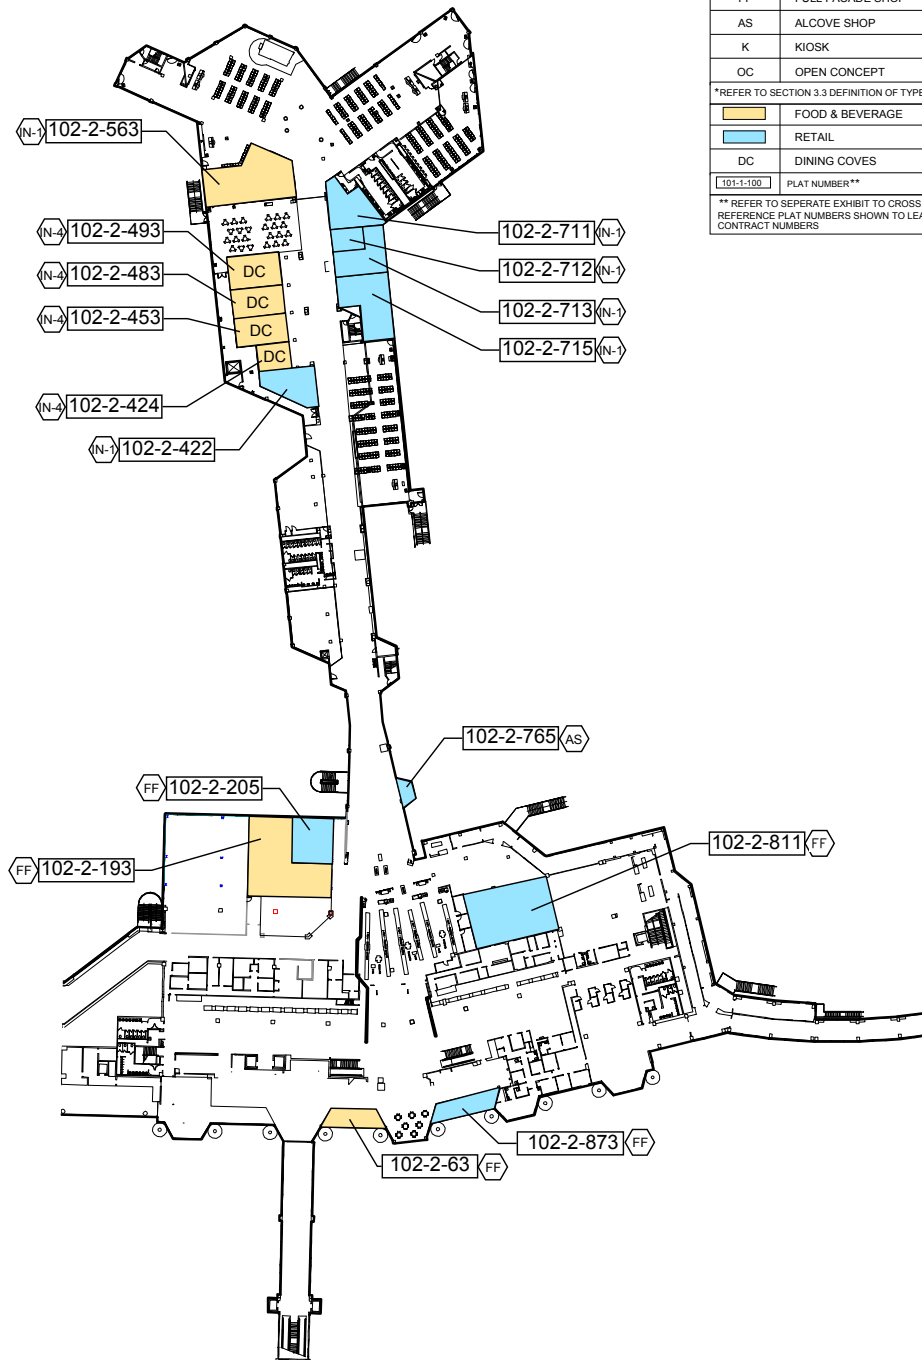 AS ALCOVE SHOP
K KIOSK
OC OPEN CONCEPT
*REFER TO SECTION 3.3 DEFINITION OF TYPE
FOOD & BEVERAGE
RETAIL
DC DINING COVES
101-1-100 PLAT NUMBER**
** REFER TO SEPERATE EXHIBIT TO CROSS
REFERENCE PLAT NUMBERS SHOWN TO LEA
CONTRACT NUMBERS
IN-1 102-2-563
IN-4 102-2-493
DC
IN-4 102-2-483
DC
IN-4 102-2-453
DC
IN-4 102-2-424
DC
IN-1 102-2-422
102-2-711 IN-1
102-2-712 IN-1
102-2-713 IN-1
102-2-715 IN-1
102-2-765 AS
FF 102-2-205
FF 102-2-193
102-2-811 FF
102-2-873 FF
102-2-63 FF